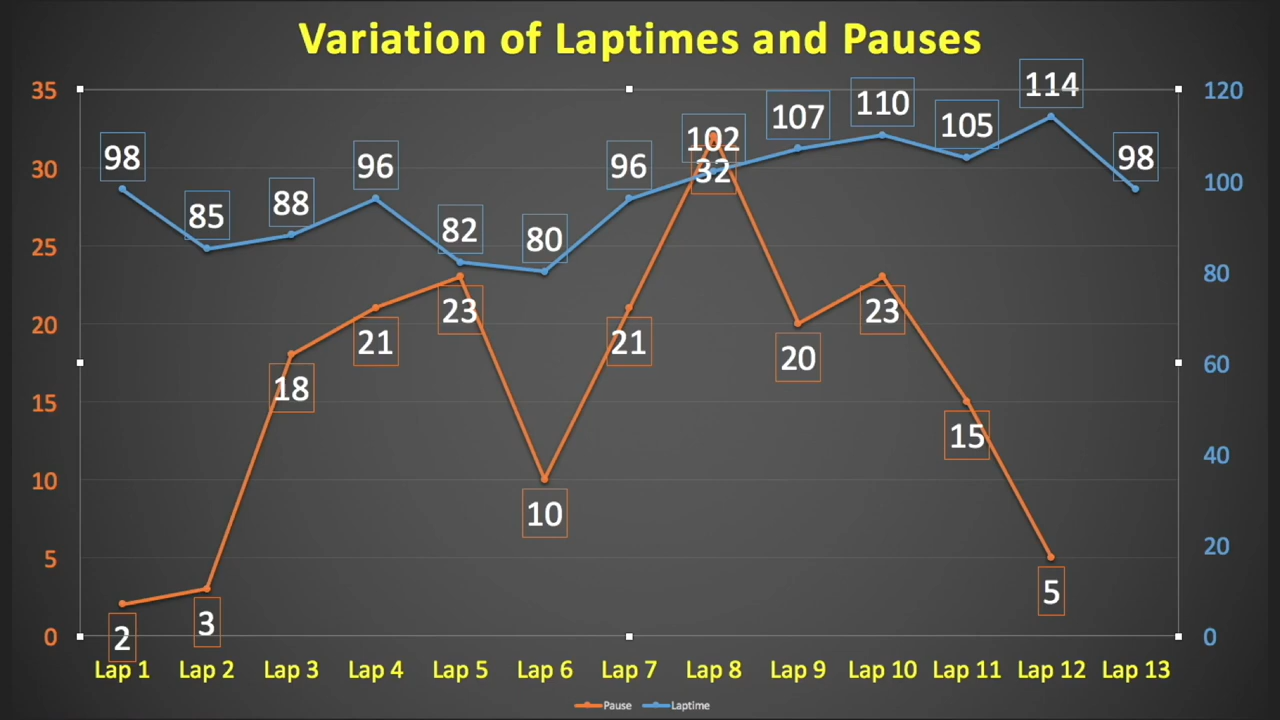 Variation of Laptimes and Pauses
35 120
30 100
25 80
20 60
15 40
10 20
5 0
0
98 85 88 96 82 80 96 102 107 110 105 114 98
2 3 18 21 23 10 21 32 20 23 15 5
Lap 1 Lap 2 Lap 3 Lap 4 Lap 5 Lap 6 Lap 7 Lap 8 Lap 9 Lap 10 Lap 11 Lap 12 Lap 13
Pause Laptime